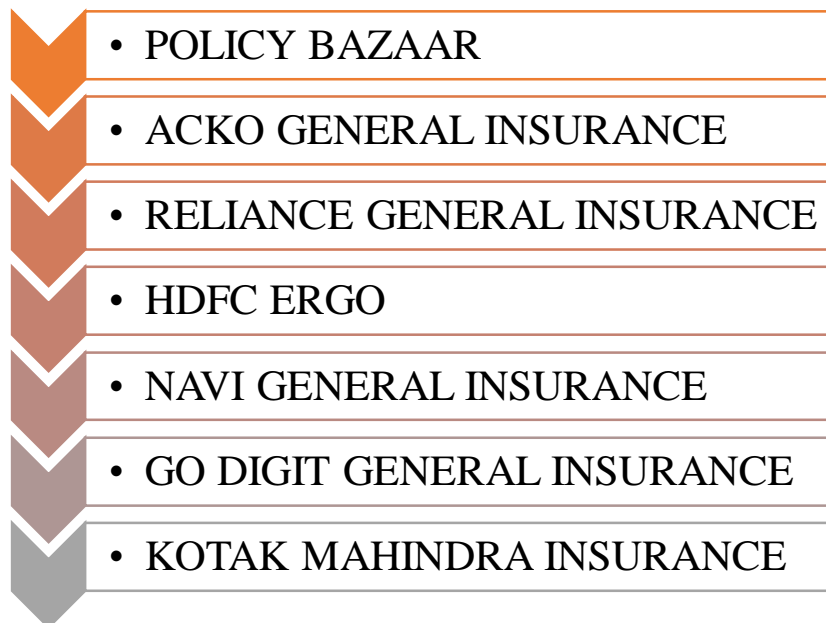 • POLICY BAZAAR
• ACKO GENERAL INSURANCE
• RELIANCE GENERAL INSURANCE
• HDFC ERGO
• NAVI GENERAL INSURANCE
• GO DIGIT GENERAL INSURANCE
• KOTAK MAHINDRA INSURANCE